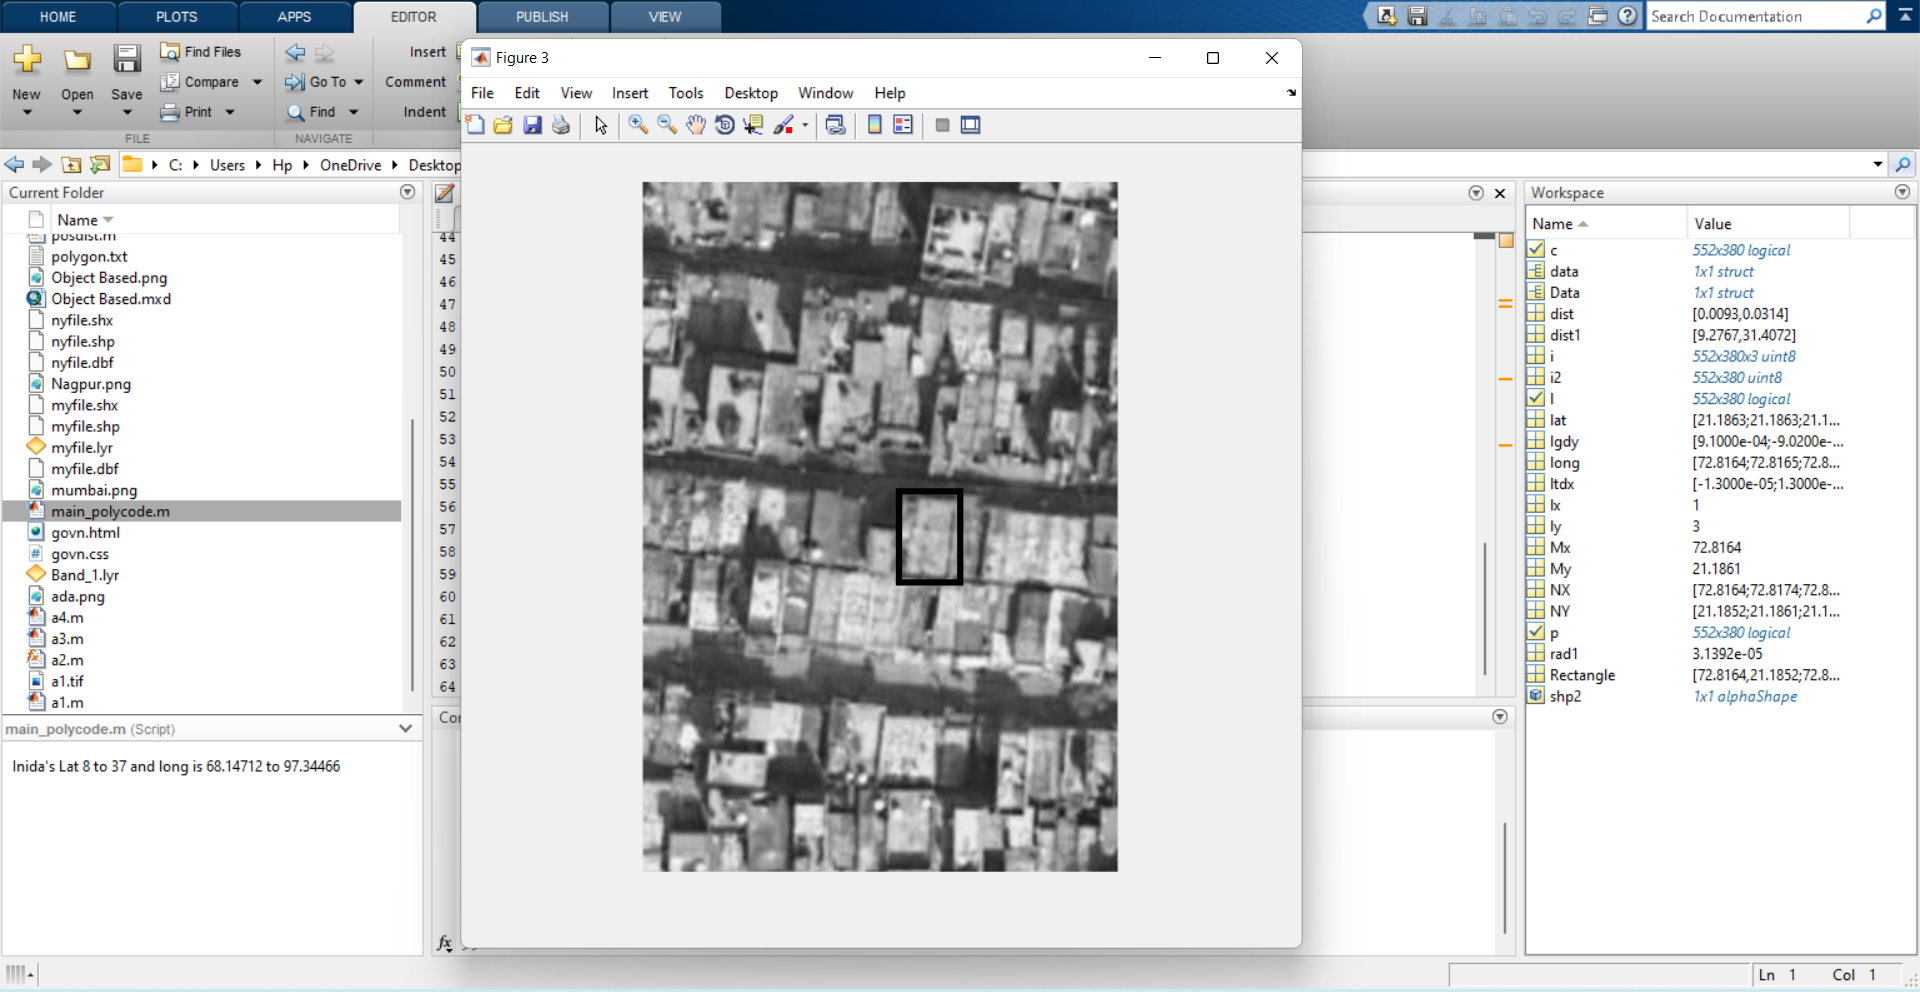 HOME PLOTS APPS EDITOR PUBLISH VIEW
Search Documentation
New Open Save
Find Files
Compare
Print
Go To
Find
Insert
Comment
Indent
FILE NAVIGATE
C: Users Hp OneDrive Desktop
Figure 3
File Edit View Insert Tools Desktop Window Help
Current Folder
Name
posdist.m
polygon.txt
Object Based.png
Object Based.mxd
nyfile.shx
nyfile.shp
nyfile.dbf
Nagpur.png
myfile.shx
myfile.shp
myfile.lyr
myfile.dbf
mumbai.png
main_polycode.m
govn.html
govn.css
Band_1.lyr
ada.png
a4.m
a3.m
a2.m
a1.tif
a1.m
main_polycode.m (Script)
Inida's Lat 8 to 37 and long is 68.14712 to 97.34466
44
45
46
47
48
49
50
51
52
53
54
55
56
57
58
59
60
61
62
63
64
Workspace
Name Value
c 552x380 logical
data 1x1 struct
Data 1x1 struct
dist [0.0093,0.0314]
dist1 [9.2767,31.4072]
i 552x380x3 uint8
i2 552x380 uint8
l 552x380 logical
lat [21.1863;21.1863;21.1...
lgdy [9.1000e-04;-9.0200e-...
long [72.8164;72.8165;72.8...
ltdx [-1.3000e-05;1.3000e-...
lx 1
ly 3
Mx 72.8164
My 21.1861
NX [72.8164;72.8174;72.8...
NY [21.1852;21.1861;21.1...
p 552x380 logical
rad1 3.1392e-05
Rectangle [72.8164,21.1852;72.8...
shp2 1x1 alphaShape
fx
Ln 1 Col 1